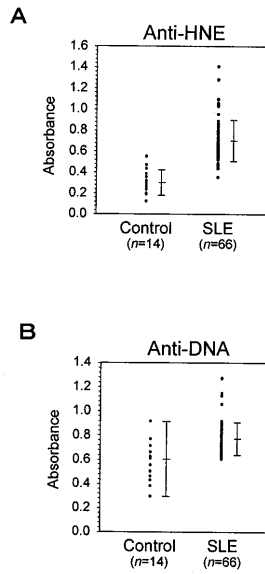 A
Anti-HNE
1.6
1.4
1.2
1.0
0.8
0.6
0.4
0.2
0.0
Absorbance
Control SLE
(n=14) (n=66)
B
Anti-DNA
1.4
1.2
1.0
0.8
0.6
0.4
0.2
0.0
Absorbance
Control SLE
(n=14) (n=66)